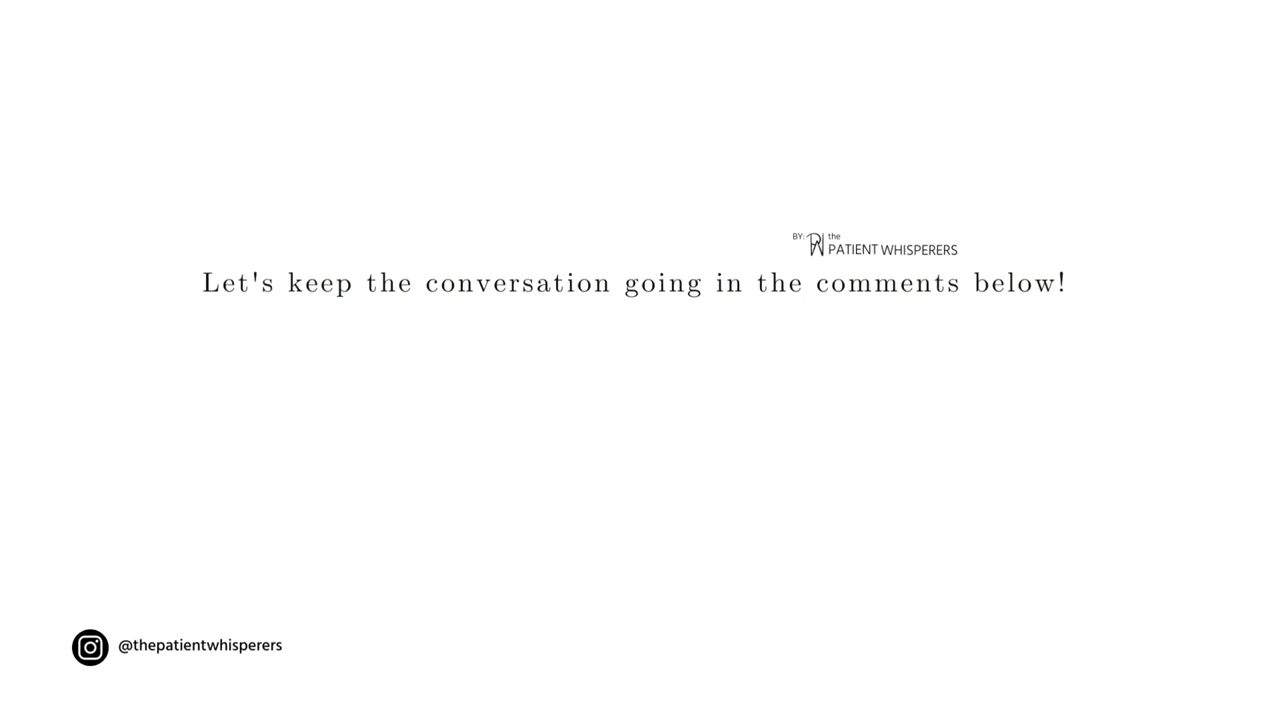 BY: the
PATIENT WHISPERERS
Let's keep the conversation going in the comments below!
@thepatientwhisperers